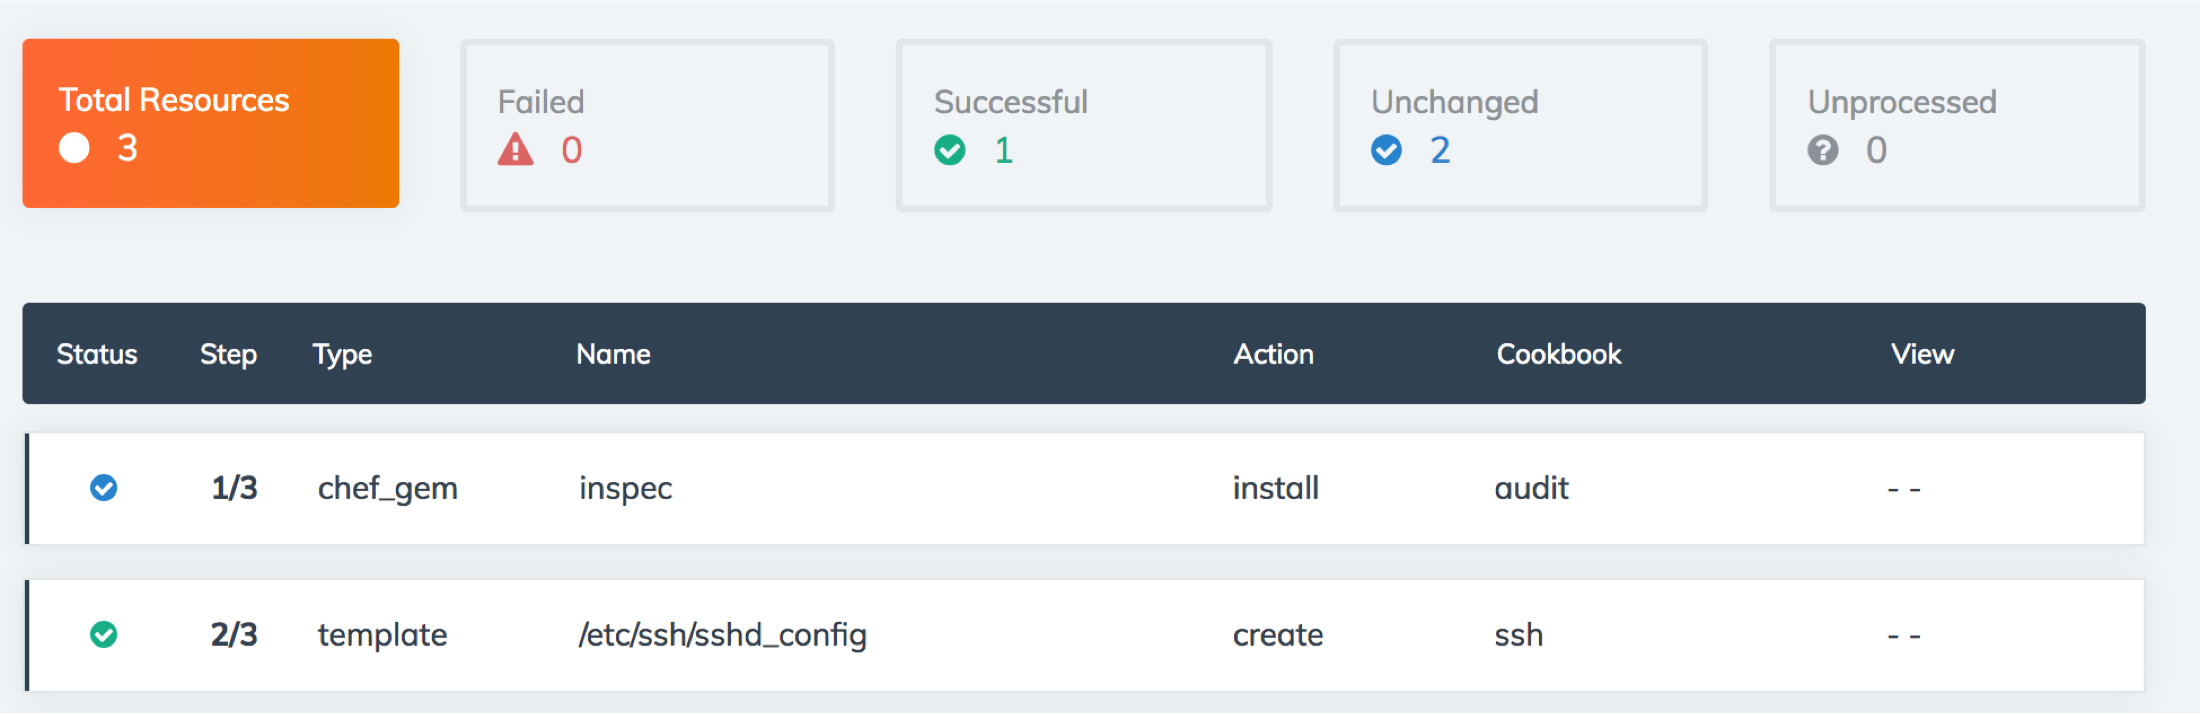 Total Resources
3
Failed
0
Successful
1
Unchanged
2
Unprocessed
0
Status Step Type Name Action Cookbook View
1/3 chef_gem inspec install audit - -
2/3 template /etc/ssh/sshd_config create ssh - -